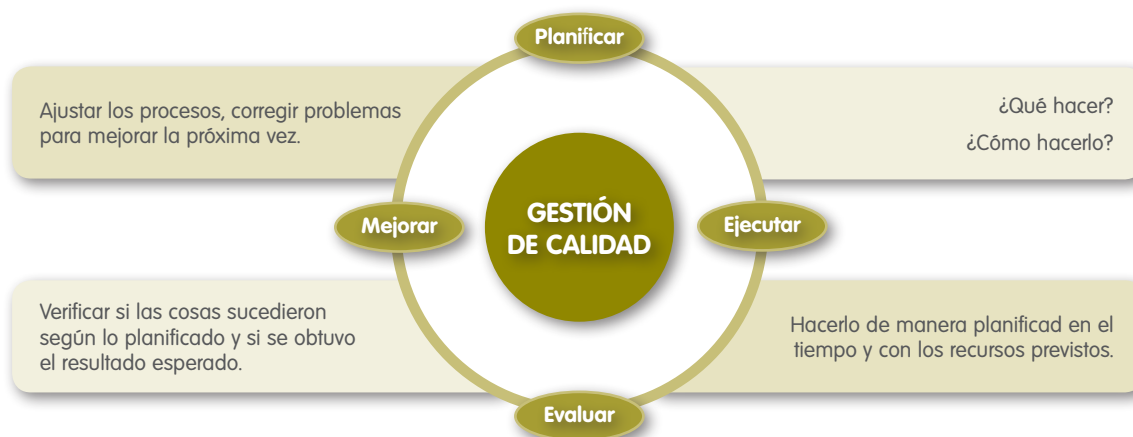 Planificar
Ajustar los procesos, corregir problemas
para mejorar la próxima vez.
¿Qué hacer?
¿Cómo hacerlo?
Mejorar
GESTIÓN
DE CALIDAD
Ejecutar
Verificar si las cosas sucedieron
según lo planificado y si se obtuvo
el resultado esperado.
Hacerlo de manera planificad en el
tiempo y con los recursos previstos.
Evaluar